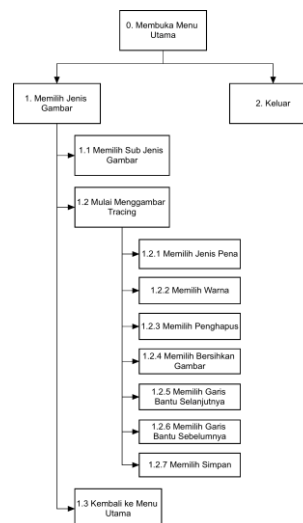 0. Membuka Menu
Utama
1. Memilih Jenis
Gambar
2. Keluar
1.1 Memilih Sub Jenis
Gambar
1.2 Mulai Menggambar
Tracing
1.2.1 Memilih Jenis Pena
1.2.2 Memilih Warna
1.2.3 Memilih Penghapus
1.2.4 Memilih Bersihkan
Gambar
1.2.5 Memilih Garis
Bantu Selanjutnya
1.2.6 Memilih Garis
Bantu Sebelumnya
1.2.7 Memilih Simpan
1.3 Kembali ke Menu
Utama